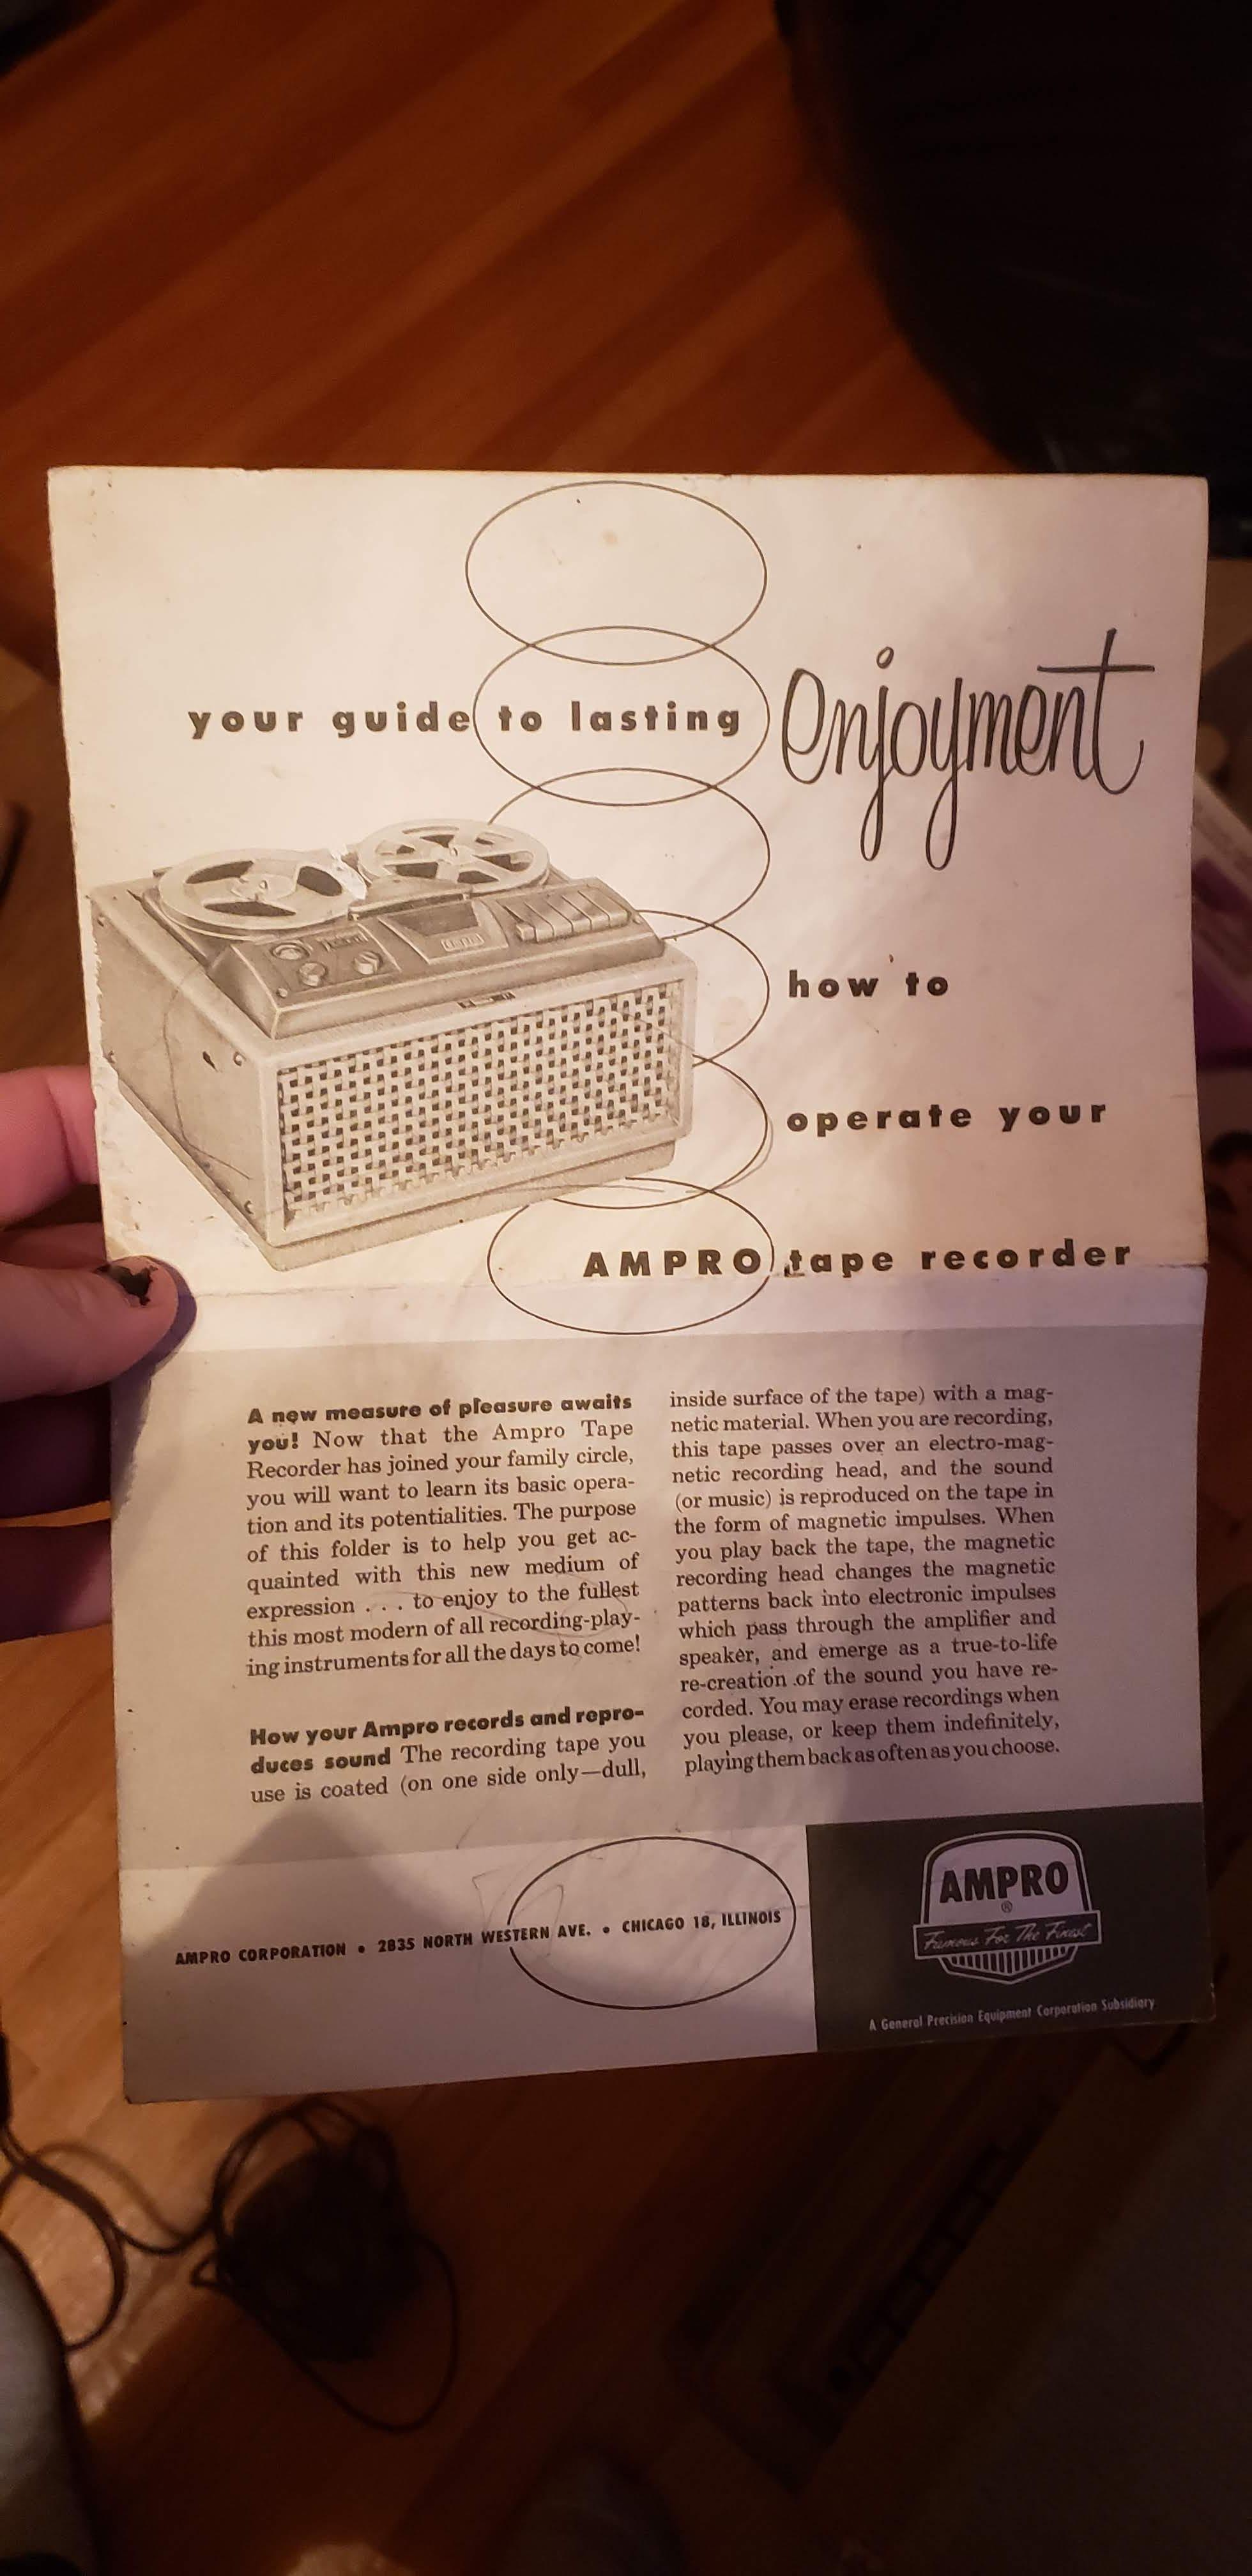 your guide to lasting enjoyment
how to
operate your
AMPRO tape recorder
A new measure of pleasure awaits
you! Now that the Ampro Tape
Recorder has joined your family circle,
you will want to learn its basic opera-
tion and its potentialities. The purpose
of this folder is to help you get ac-
quainted with this new medium of
expression . . . to enjoy to the fullest
this most modern of all recording-play-
ing instruments for all the days to come!
How your Ampro records and repro-
duces sound The recording tape you
use is coated (on one side only—dull,
inside surface of the tape) with a mag-
netic material. When you are recording,
this tape passes over an electro-mag-
netic recording head, and the sound
(or music) is reproduced on the tape in
the form of magnetic impulses. When
you play back the tape, the magnetic
recording head changes the magnetic
patterns back into electronic impulses
which pass through the amplifier and
speaker, and emerge as a true-to-life
re-creation of the sound you have re-
corded. You may erase recordings when
you please, or keep them indefinitely,
playing them back as often as you choose.
AMPRO CORPORATION • 2835 NORTH WESTERN AVE. • CHICAGO 18, ILLINOIS
AMPRO
®
Famous For The Finest
A General Precision Equipment Corporation Subsidiary